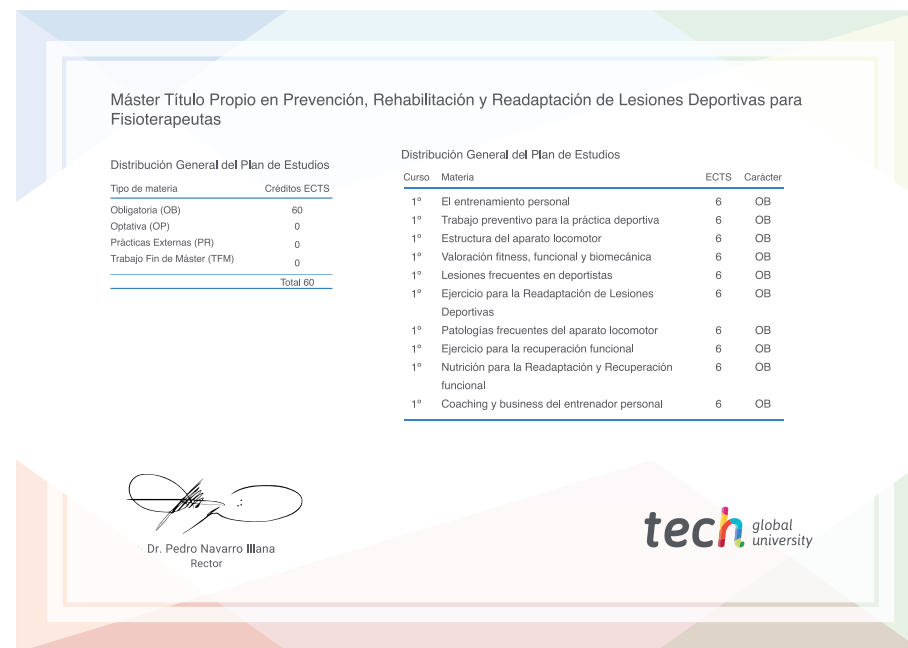 Máster Título Propio en Prevención, Rehabilitación y Readaptación de Lesiones Deportivas para
Fisioterapeutas
Distribución General del Plan de Estudios
Tipo de materia Créditos ECTS
Obligatoria (OB) 60
Optativa (OP) 0
Prácticas Externas (PR) 0
Trabajo Fin de Máster (TFM) 0
Total 60
Distribución General del Plan de Estudios
Curso Materia ECTS Carácter
1º El entrenamiento personal 6 OB
1º Trabajo preventivo para la práctica deportiva 6 OB
1º Estructura del aparato locomotor 6 OB
1º Valoración fitness, funcional y biomecánica 6 OB
1º Lesiones frecuentes en deportistas 6 OB
1º Ejercicio para la Readaptación de Lesiones 6 OB
Deportivas
1º Patologías frecuentes del aparato locomotor 6 OB
1º Ejercicio para la recuperación funcional 6 OB
1º Nutrición para la Readaptación y Recuperación 6 OB
funcional
1º Coaching y business del entrenador personal 6 OB
Dr. Pedro Navarro Illana
Rector
tech global
university